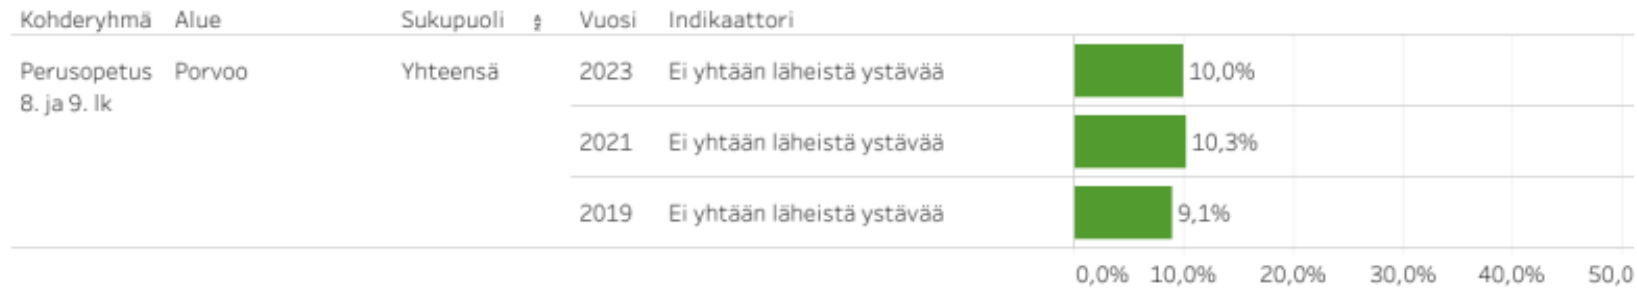 Kohderyhmä Alue Sukupuoli Vuosi Indikaattori
Perusopetus Porvoo Yhteensä 2023 Ei yhtään läheistä ystävää 10,0%
8. ja 9. lk
2021 Ei yhtään läheistä ystävää 10,3%
2019 Ei yhtään läheistä ystävää 9,1%
0,0% 10,0% 20,0% 30,0% 40,0% 50,0